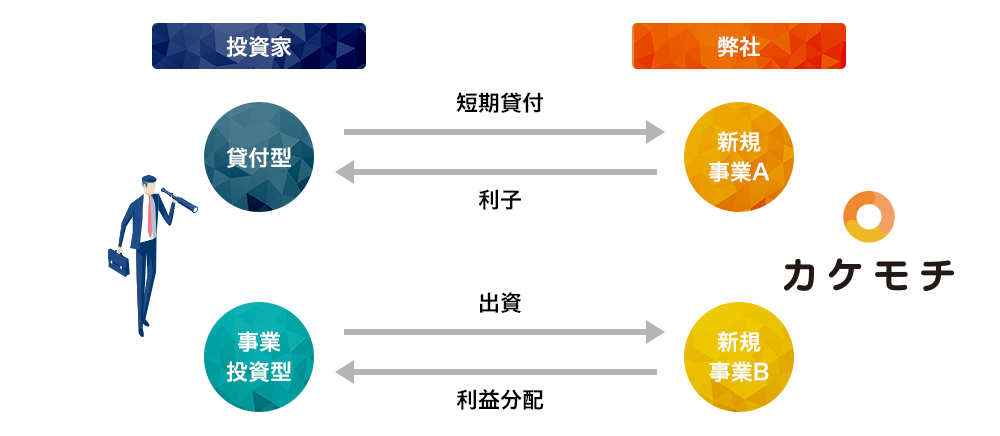 投資家
弊社
短期貸付
貸付型
新規
事業A
利子
カケモチ
出資
事業
投資型
新規
事業B
利益分配